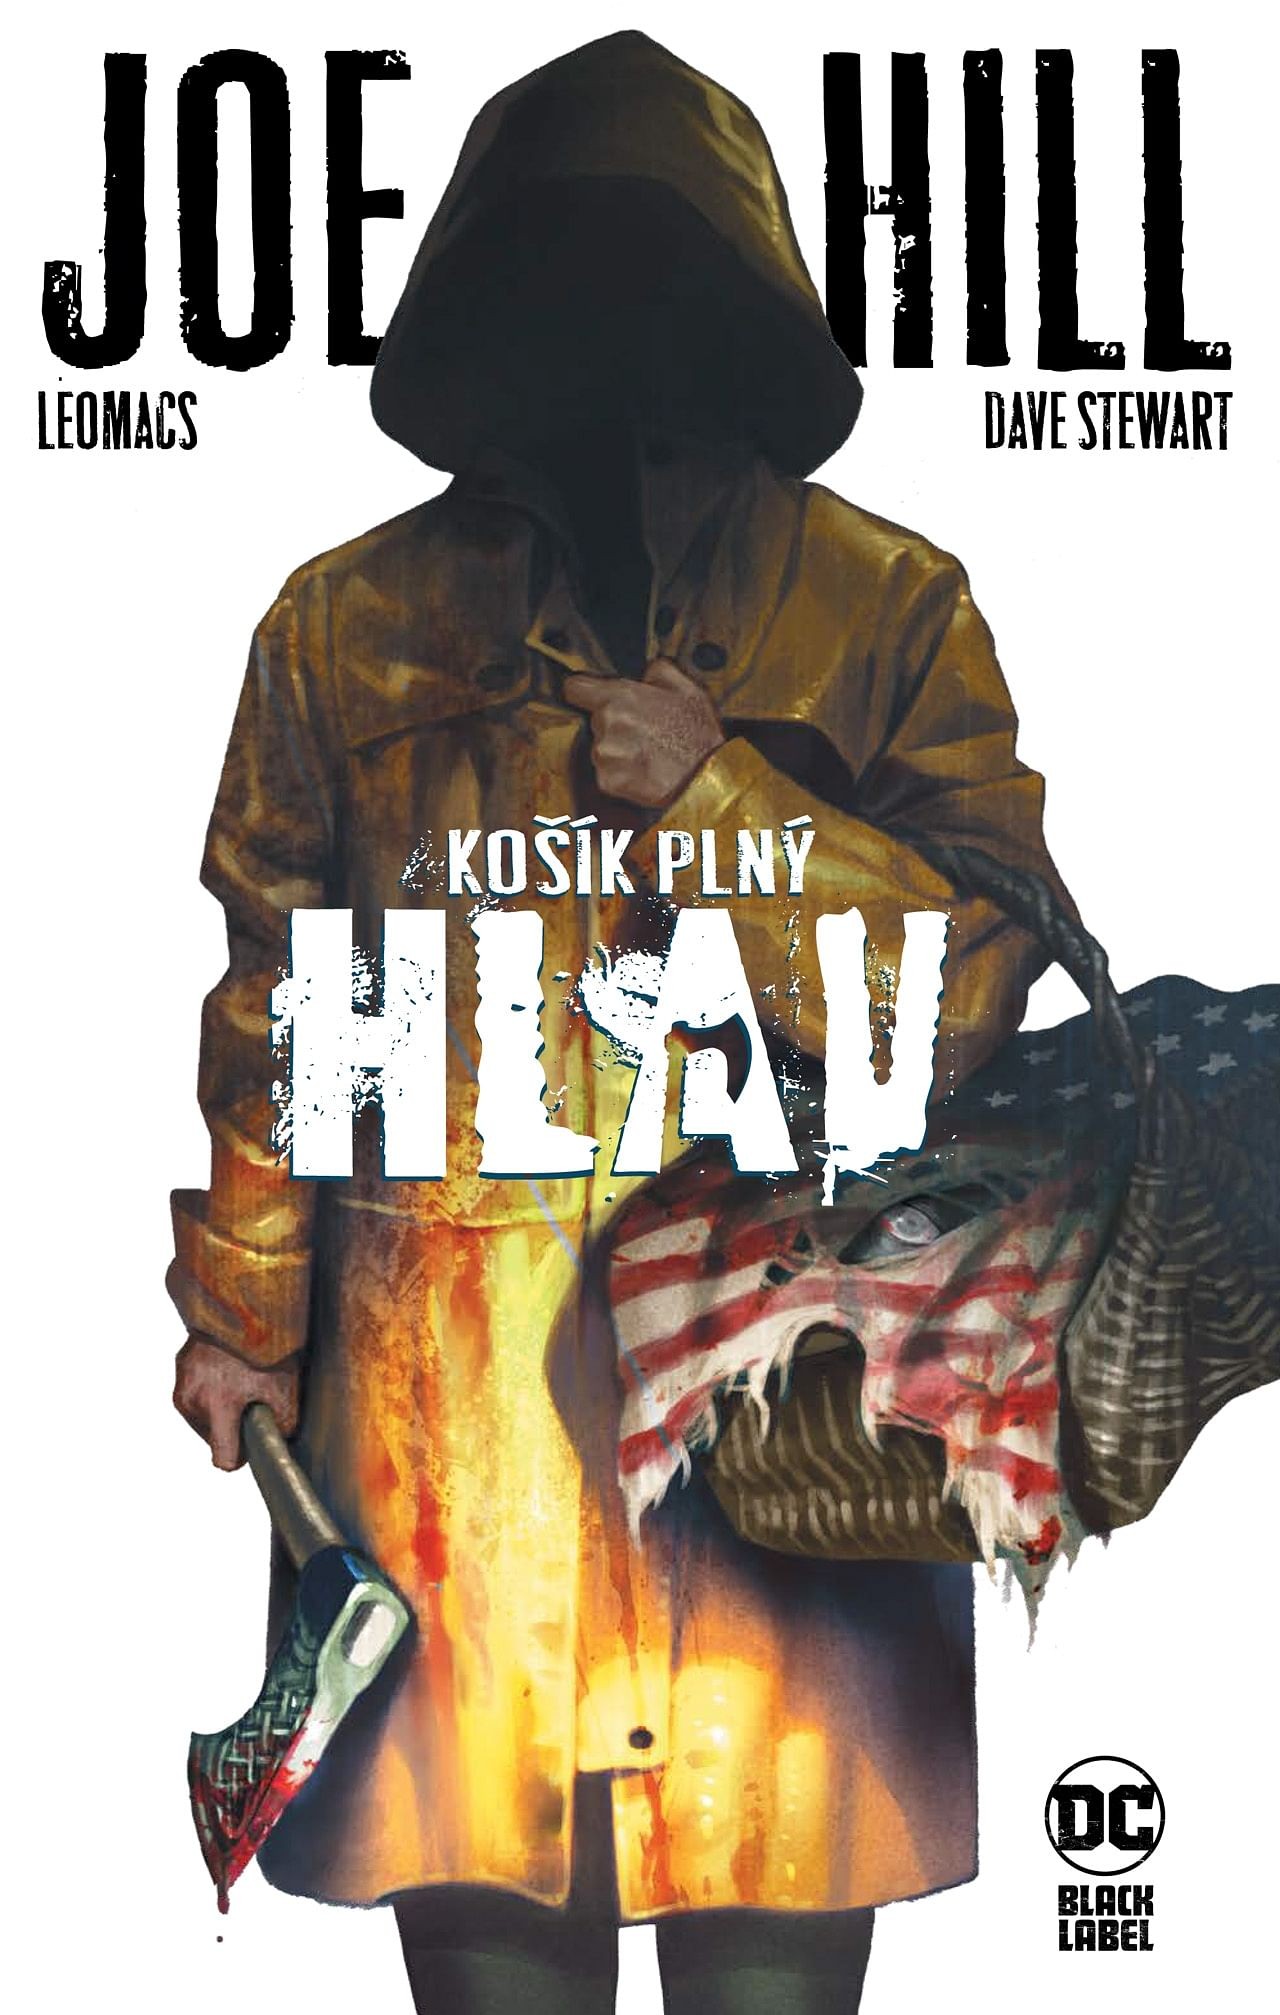 JOE HILL
LEOMACS
DAVE STEWART
KOŠÍK PLNÝ
HLAV
DC
BLACK
LABEL